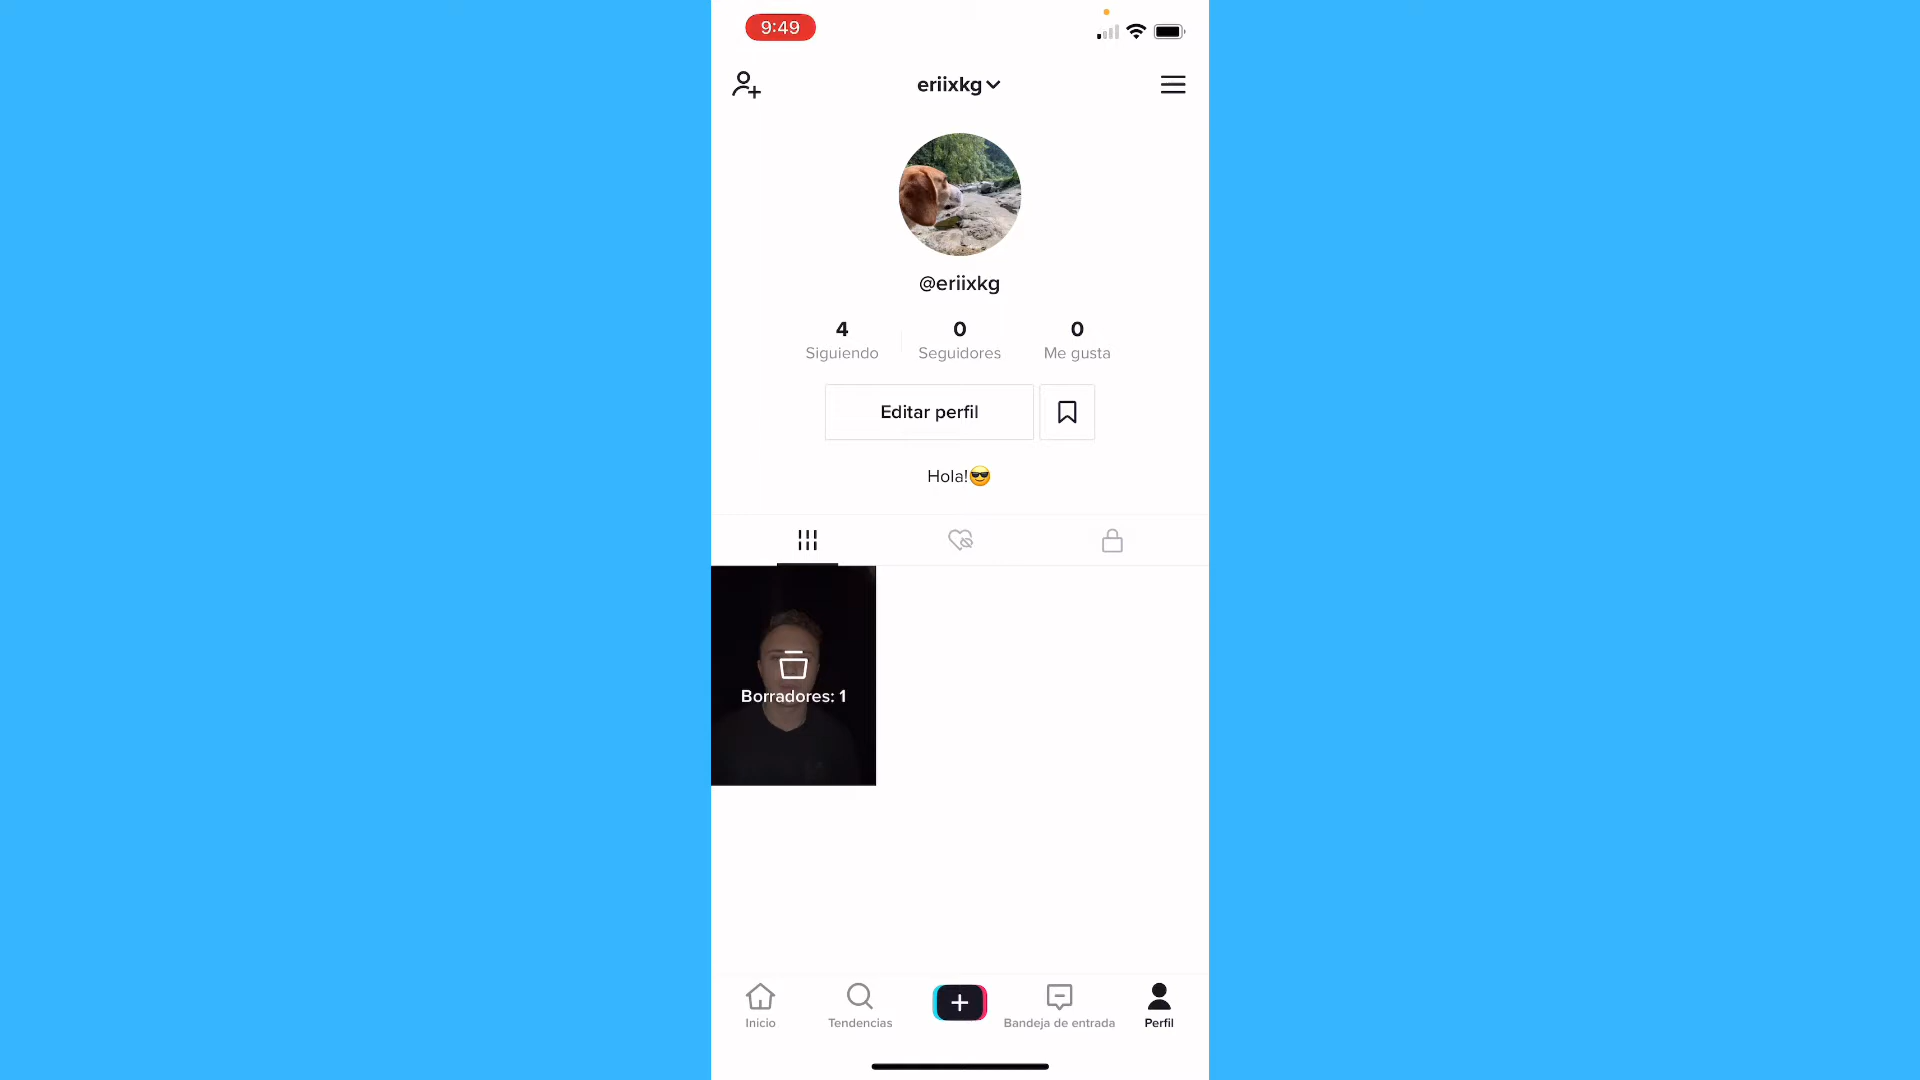 9:49
eriixkg
@eriixkg
4 0 0
Siguiendo Seguidores Me gusta
Editar perfil
Hola!😎
Borradores: 1
Inicio Tendencias Bandeja de entrada Perfil